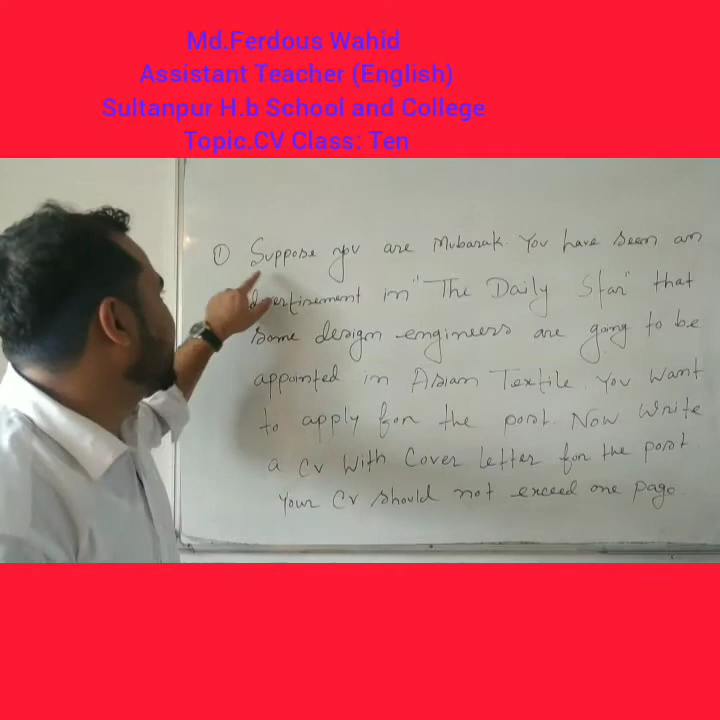 Md.Ferdous Wahid
Assistant Teacher (English)
Sultanpur H.b School and College
Topic.CV Class: Ten
① Suppose you are Mubarak. You have seen an
advertisement in "The Daily Star" that
some design engineers are going to be
appointed in Asian Textile. You want
to apply for the post. Now write
a CV with Cover Letter for the post.
Your CV should not exceed one page.